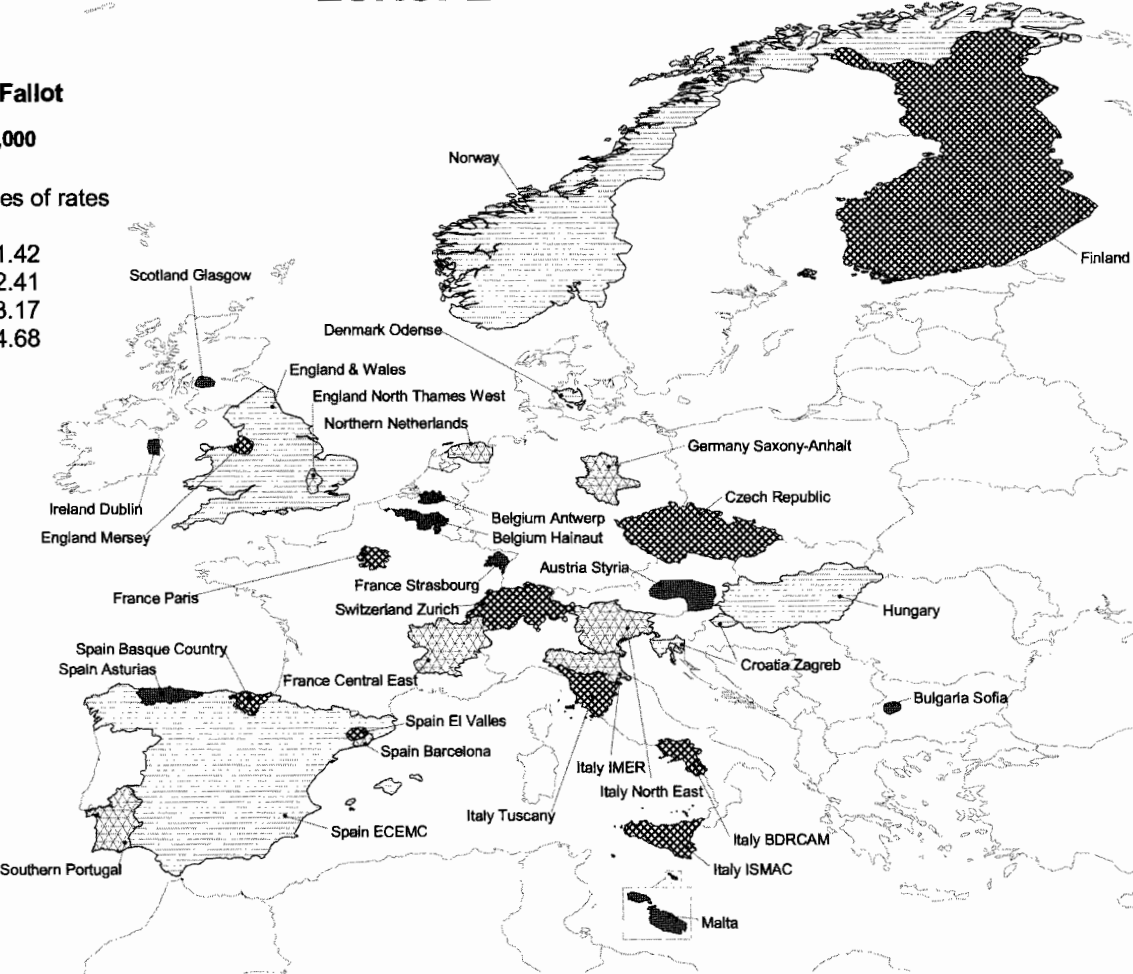 Fallot
,000
es of rates
1.42
2.41
3.17
4.68
Norway
Finland
Scotland Glasgow
Denmark Odense
England & Wales
England North Thames West
Northern Netherlands
Germany Saxony-Anhalt
Czech Republic
Ireland Dublin
England Mersey
Belgium Antwerp
Belgium Hainaut
Austria Styria
France Strasbourg
France Paris
Switzerland Zurich
Hungary
Spain Basque Country
Spain Asturias
France Central East
Croatia Zagreb
Bulgaria Sofia
Spain El Valles
Spain Barcelona
Italy IMER
Italy North East
Italy Tuscany
Spain ECEMC
Italy BDRCAM
Southern Portugal
Italy ISMAC
Malta